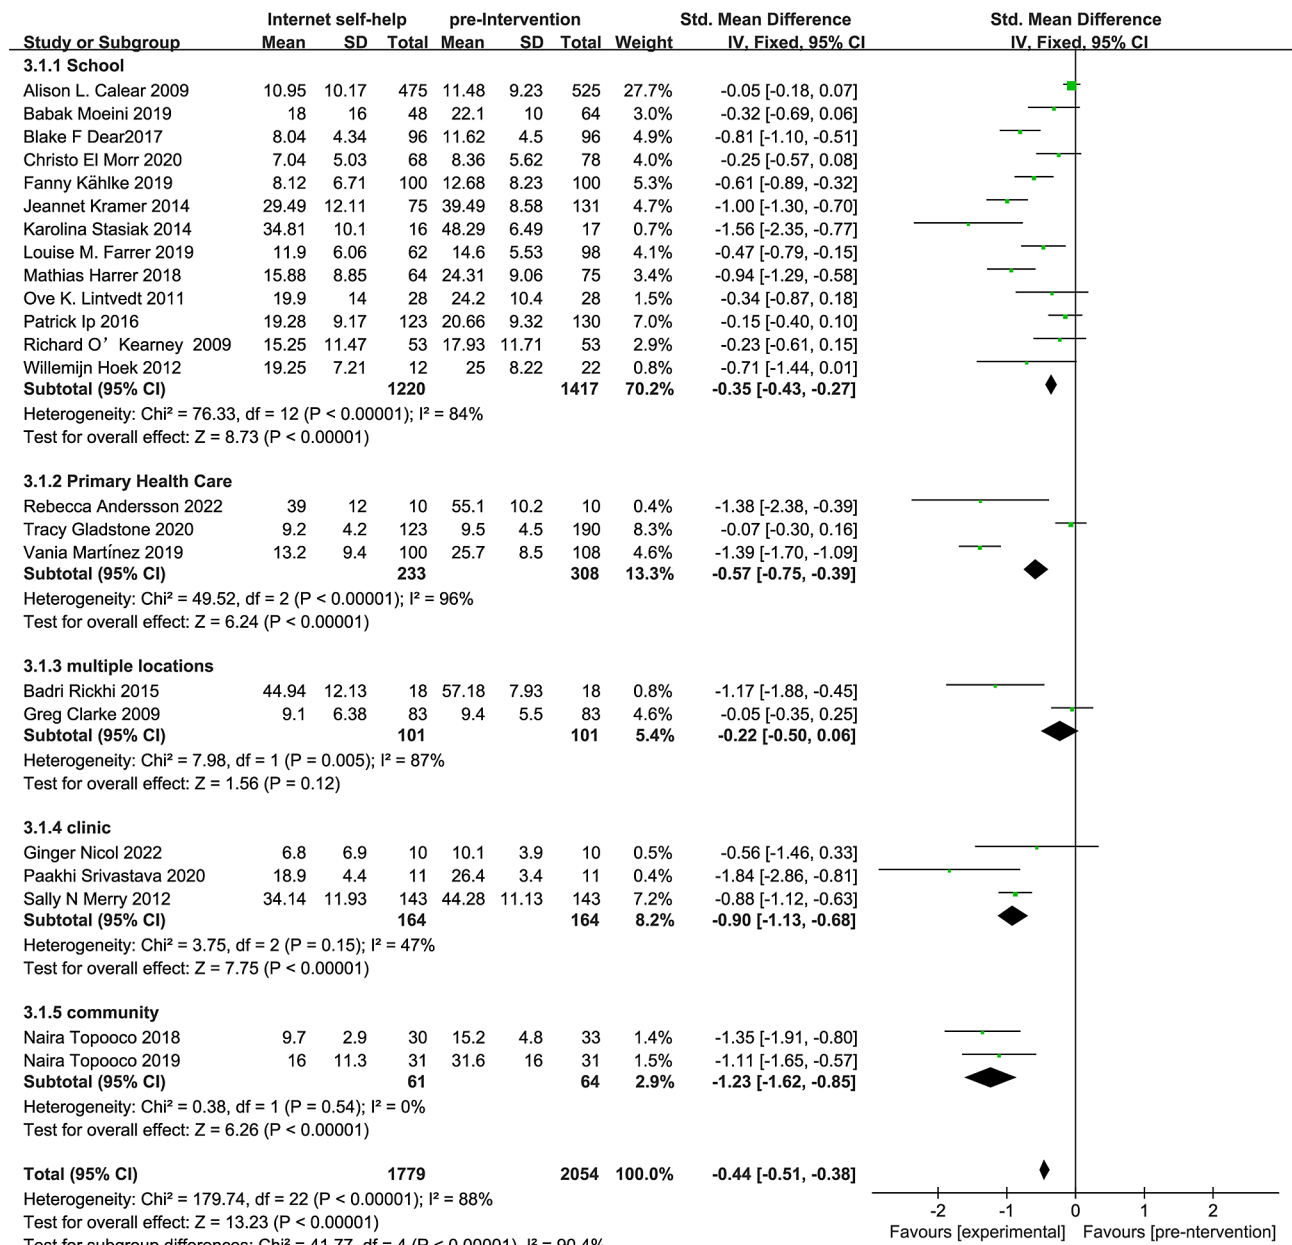 Internet self-help pre-Intervention Std. Mean Difference Std. Mean Difference
Study or Subgroup Mean SD Total Mean SD Total Weight IV, Fixed, 95% CI IV, Fixed, 95% CI
3.1.1 School
Alison L. Calear 2009 10.95 10.17 475 11.48 9.23 525 27.7% -0.05 [-0.18, 0.07]
Babak Moeini 2019 18 16 48 22.1 10 64 3.0% -0.32 [-0.69, 0.06]
Blake F Dear2017 8.04 4.34 96 11.62 4.5 96 4.9% -0.81 [-1.10, -0.51]
Christo El Morr 2020 7.04 5.03 68 8.36 5.62 78 4.0% -0.25 [-0.57, 0.08]
Fanny Kählke 2019 8.12 6.71 100 12.68 8.23 100 5.3% -0.61 [-0.89, -0.32]
Jeannet Kramer 2014 29.49 12.11 75 39.49 8.58 131 4.7% -1.00 [-1.30, -0.70]
Karolina Stasiak 2014 34.81 10.1 16 48.29 6.49 17 0.7% -1.56 [-2.35, -0.77]
Louise M. Farrer 2019 11.9 6.06 62 14.6 5.53 98 4.1% -0.47 [-0.79, -0.15]
Mathias Harrer 2018 15.88 8.85 64 24.31 9.06 75 3.4% -0.94 [-1.29, -0.58]
Ove K. Lintvedt 2011 19.9 14 28 24.2 10.4 28 1.5% -0.34 [-0.87, 0.18]
Patrick Ip 2016 19.28 9.17 123 20.66 9.32 130 7.0% -0.15 [-0.40, 0.10]
Richard O’ Kearney 2009 15.25 11.47 53 17.93 11.71 53 2.9% -0.23 [-0.61, 0.15]
Willemijn Hoek 2012 19.25 7.21 12 25 8.22 22 0.8% -0.71 [-1.44, 0.01]
Subtotal (95% CI) 1220 1417 70.2% -0.35 [-0.43, -0.27]
Heterogeneity: Chi² = 76.33, df = 12 (P < 0.00001); I² = 84%
Test for overall effect: Z = 8.73 (P < 0.00001)
3.1.2 Primary Health Care
Rebecca Andersson 2022 39 12 10 55.1 10.2 10 0.4% -1.38 [-2.38, -0.39]
Tracy Gladstone 2020 9.2 4.2 123 9.5 4.5 190 8.3% -0.07 [-0.30, 0.16]
Vania Martínez 2019 13.2 9.4 100 25.7 8.5 108 4.6% -1.39 [-1.70, -1.09]
Subtotal (95% CI) 233 308 13.3% -0.57 [-0.75, -0.39]
Heterogeneity: Chi² = 49.52, df = 2 (P < 0.00001); I² = 96%
Test for overall effect: Z = 6.24 (P < 0.00001)
3.1.3 multiple locations
Badri Rickhi 2015 44.94 12.13 18 57.18 7.93 18 0.8% -1.17 [-1.88, -0.45]
Greg Clarke 2009 9.1 6.38 83 9.4 5.5 83 4.6% -0.05 [-0.35, 0.25]
Subtotal (95% CI) 101 101 5.4% -0.22 [-0.50, 0.06]
Heterogeneity: Chi² = 7.98, df = 1 (P = 0.005); I² = 87%
Test for overall effect: Z = 1.56 (P = 0.12)
3.1.4 clinic
Ginger Nicol 2022 6.8 6.9 10 10.1 3.9 10 0.5% -0.56 [-1.46, 0.33]
Paakhi Srivastava 2020 18.9 4.4 11 26.4 3.4 11 0.4% -1.84 [-2.86, -0.81]
Sally N Merry 2012 34.14 11.93 143 44.28 11.13 143 7.2% -0.88 [-1.12, -0.63]
Subtotal (95% CI) 164 164 8.2% -0.90 [-1.13, -0.68]
Heterogeneity: Chi² = 3.75, df = 2 (P = 0.15); I² = 47%
Test for overall effect: Z = 7.75 (P < 0.00001)
3.1.5 community
Naira Topooco 2018 9.7 2.9 30 15.2 4.8 33 1.4% -1.35 [-1.91, -0.80]
Naira Topooco 2019 16 11.3 31 31.6 16 31 1.5% -1.11 [-1.65, -0.57]
Subtotal (95% CI) 61 64 2.9% -1.23 [-1.62, -0.85]
Heterogeneity: Chi² = 0.38, df = 1 (P = 0.54); I² = 0%
Test for overall effect: Z = 6.26 (P < 0.00001)
Total (95% CI) 1779 2054 100.0% -0.44 [-0.51, -0.38]
Heterogeneity: Chi² = 179.74, df = 22 (P < 0.00001); I² = 88%
Test for overall effect: Z = 13.23 (P < 0.00001)
Test for subgroup differences: Chi² = 41.77, df = 4 (P < 0.00001), I² = 90.4%
-2 -1 0 1 2
Favours [experimental] Favours [pre-ntervention]